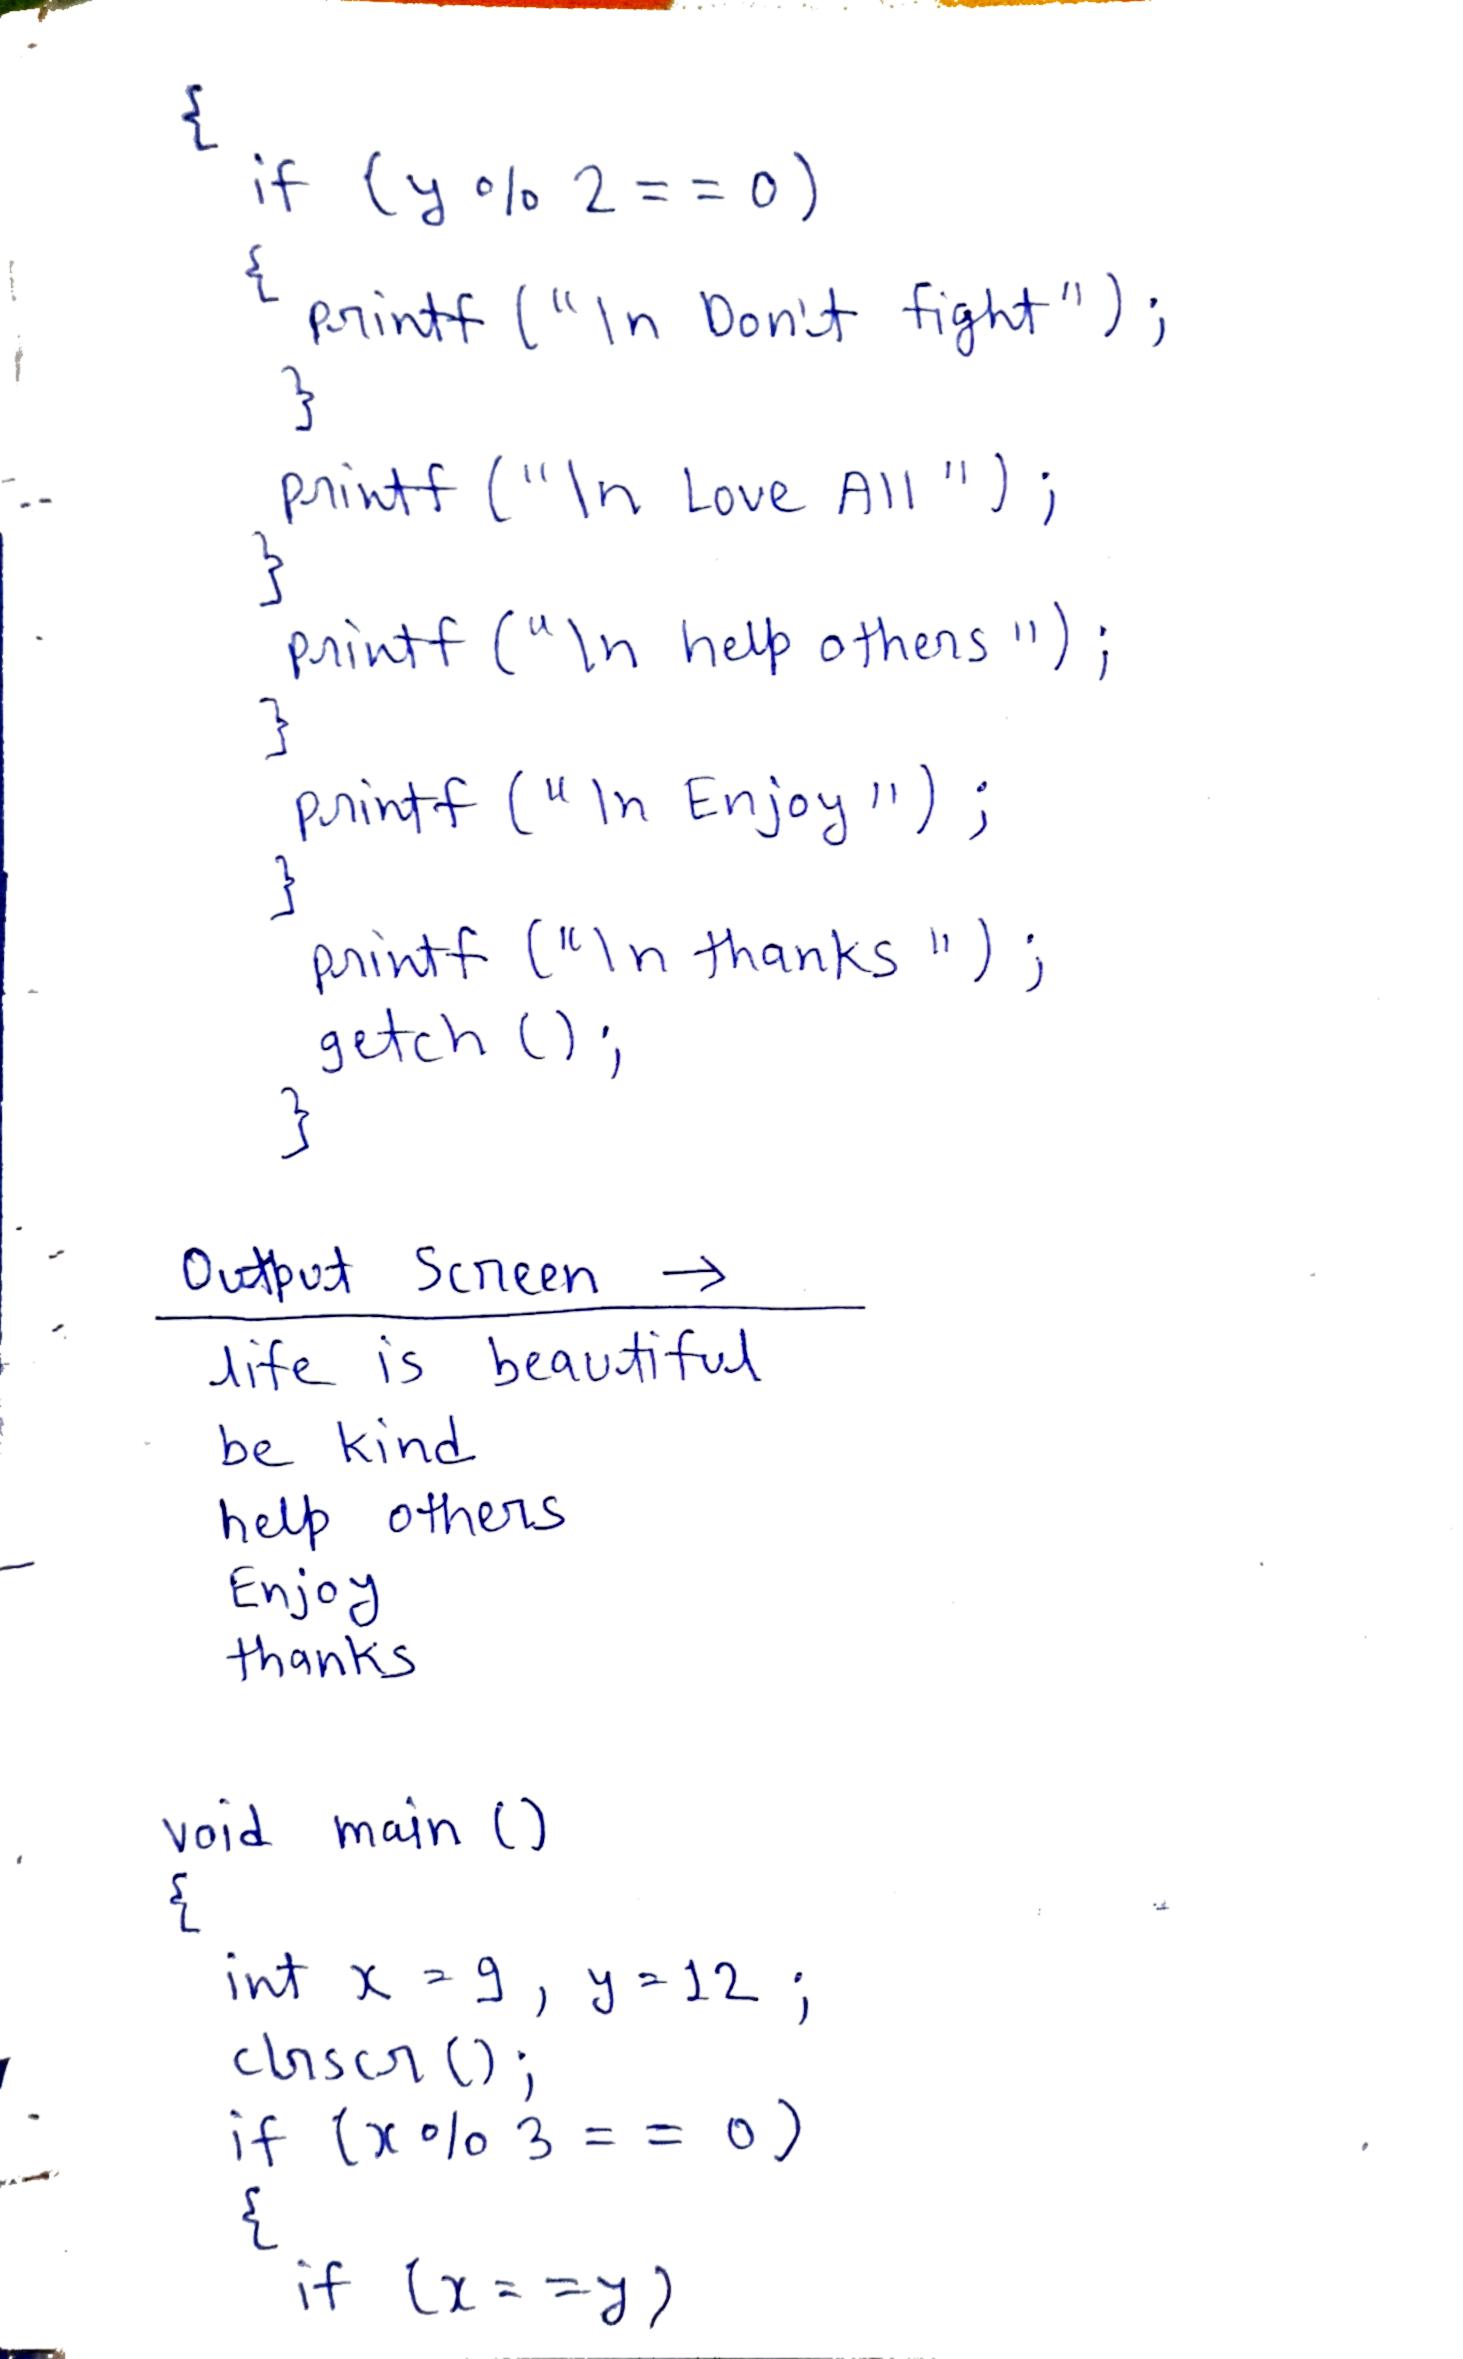 {
if (y % 2 = = 0)
{
printf ("\n Don't fight");
}
printf ("\n Love All");
}
printf ("\n help others");
}
printf ("\n Enjoy");
}
printf ("\n thanks");
getch ();
}
Output Screen →
life is beautiful
be kind
help others
Enjoy
thanks
void main ()
{
int x = 9, y = 12;
clrscr ();
if (x % 3 = = 0)
{
if (x = = y)